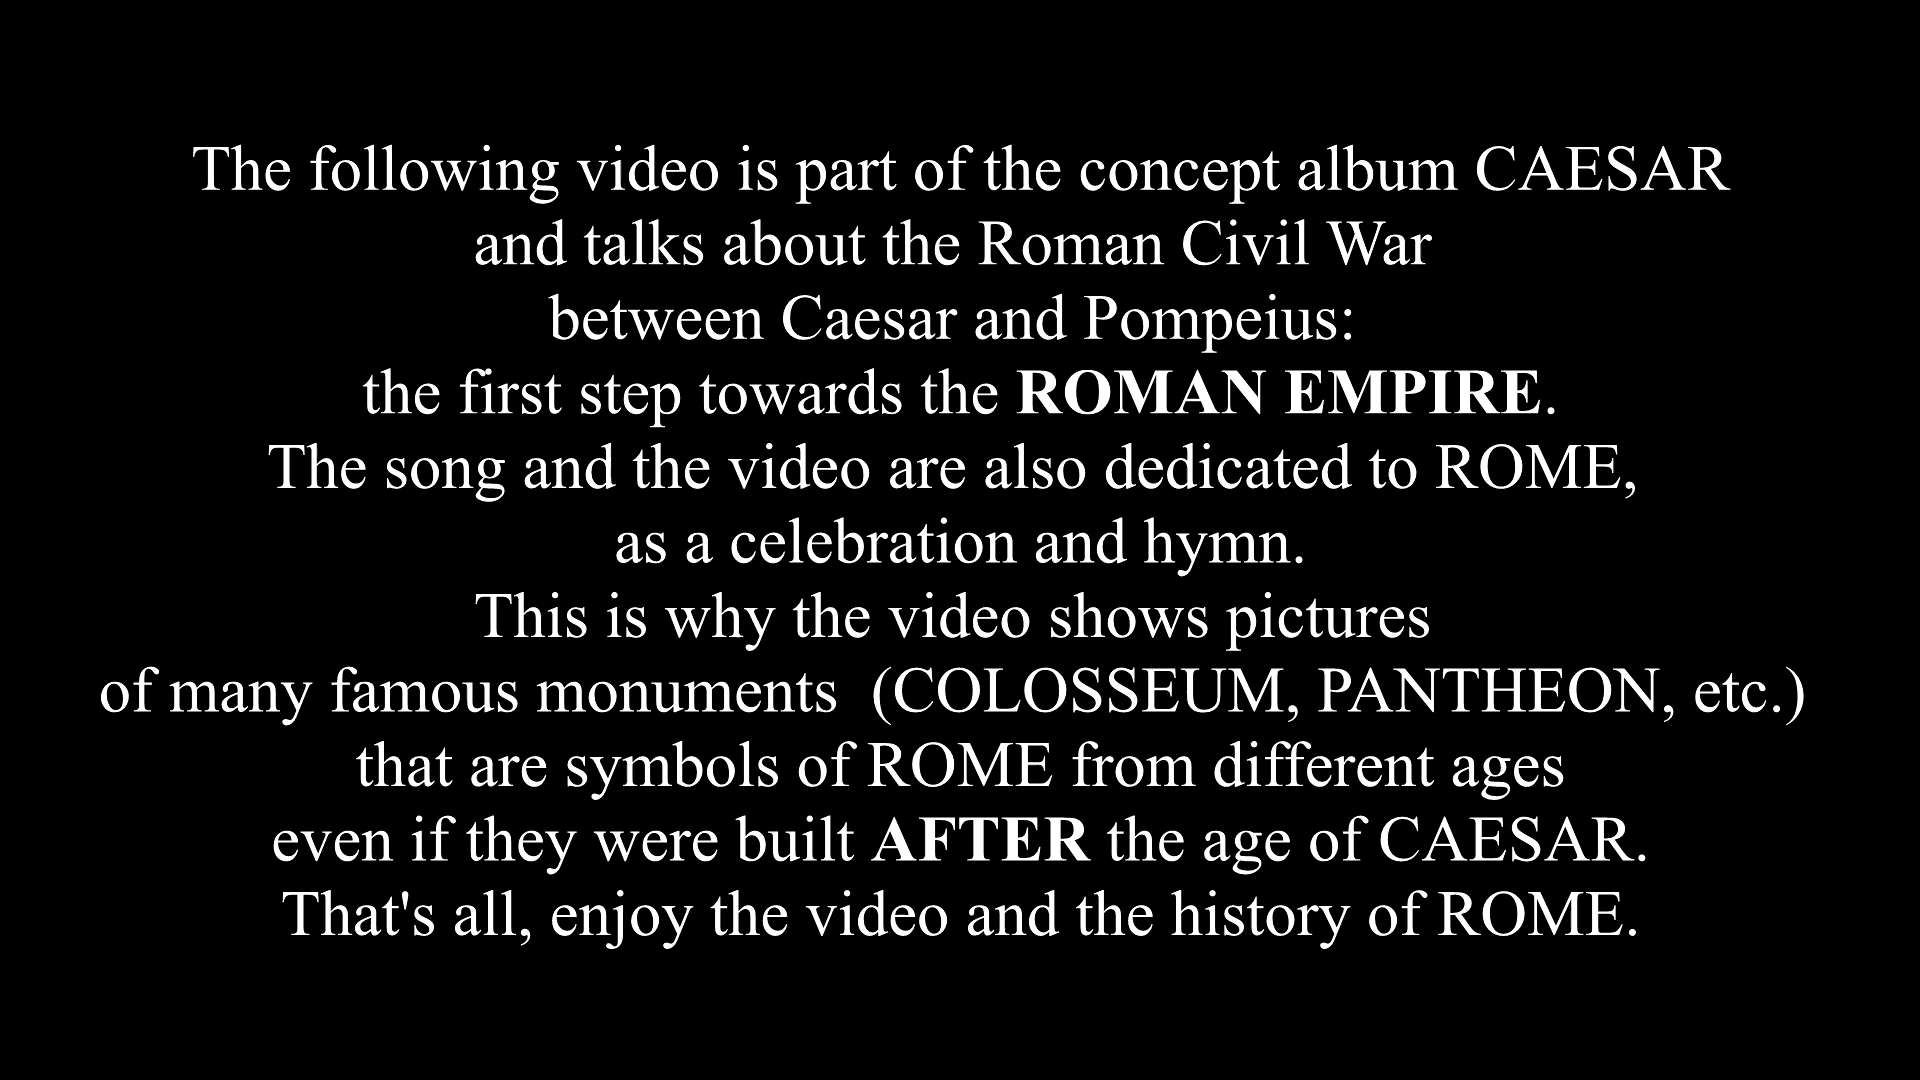 The following video is part of the concept album CAESAR
and talks about the Roman Civil War
between Caesar and Pompeius:
the first step towards the ROMAN EMPIRE.
The song and the video are also dedicated to ROME,
as a celebration and hymn.
This is why the video shows pictures
of many famous monuments  (COLOSSEUM, PANTHEON, etc.)
that are symbols of ROME from different ages
even if they were built AFTER the age of CAESAR.
That's all, enjoy the video and the history of ROME.